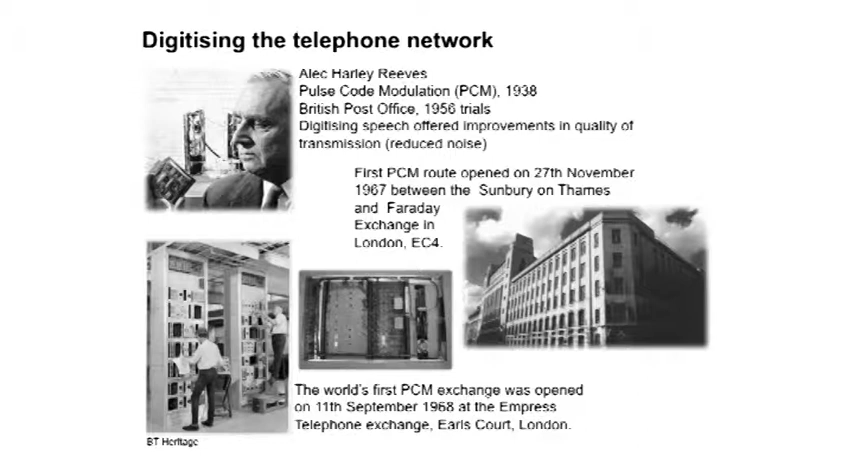 Digitising the telephone network
Alec Harley Reeves
Pulse Code Modulation (PCM), 1938
British Post Office, 1956 trials
Digitising speech offered improvements in quality of
transmission (reduced noise)
First PCM route opened on 27th November
1967 between the Sunbury on Thames
and Faraday
Exchange in
London, EC4.
The world's first PCM exchange was opened
on 11th September 1968 at the Empress
Telephone exchange, Earls Court, London.
BT Heritage